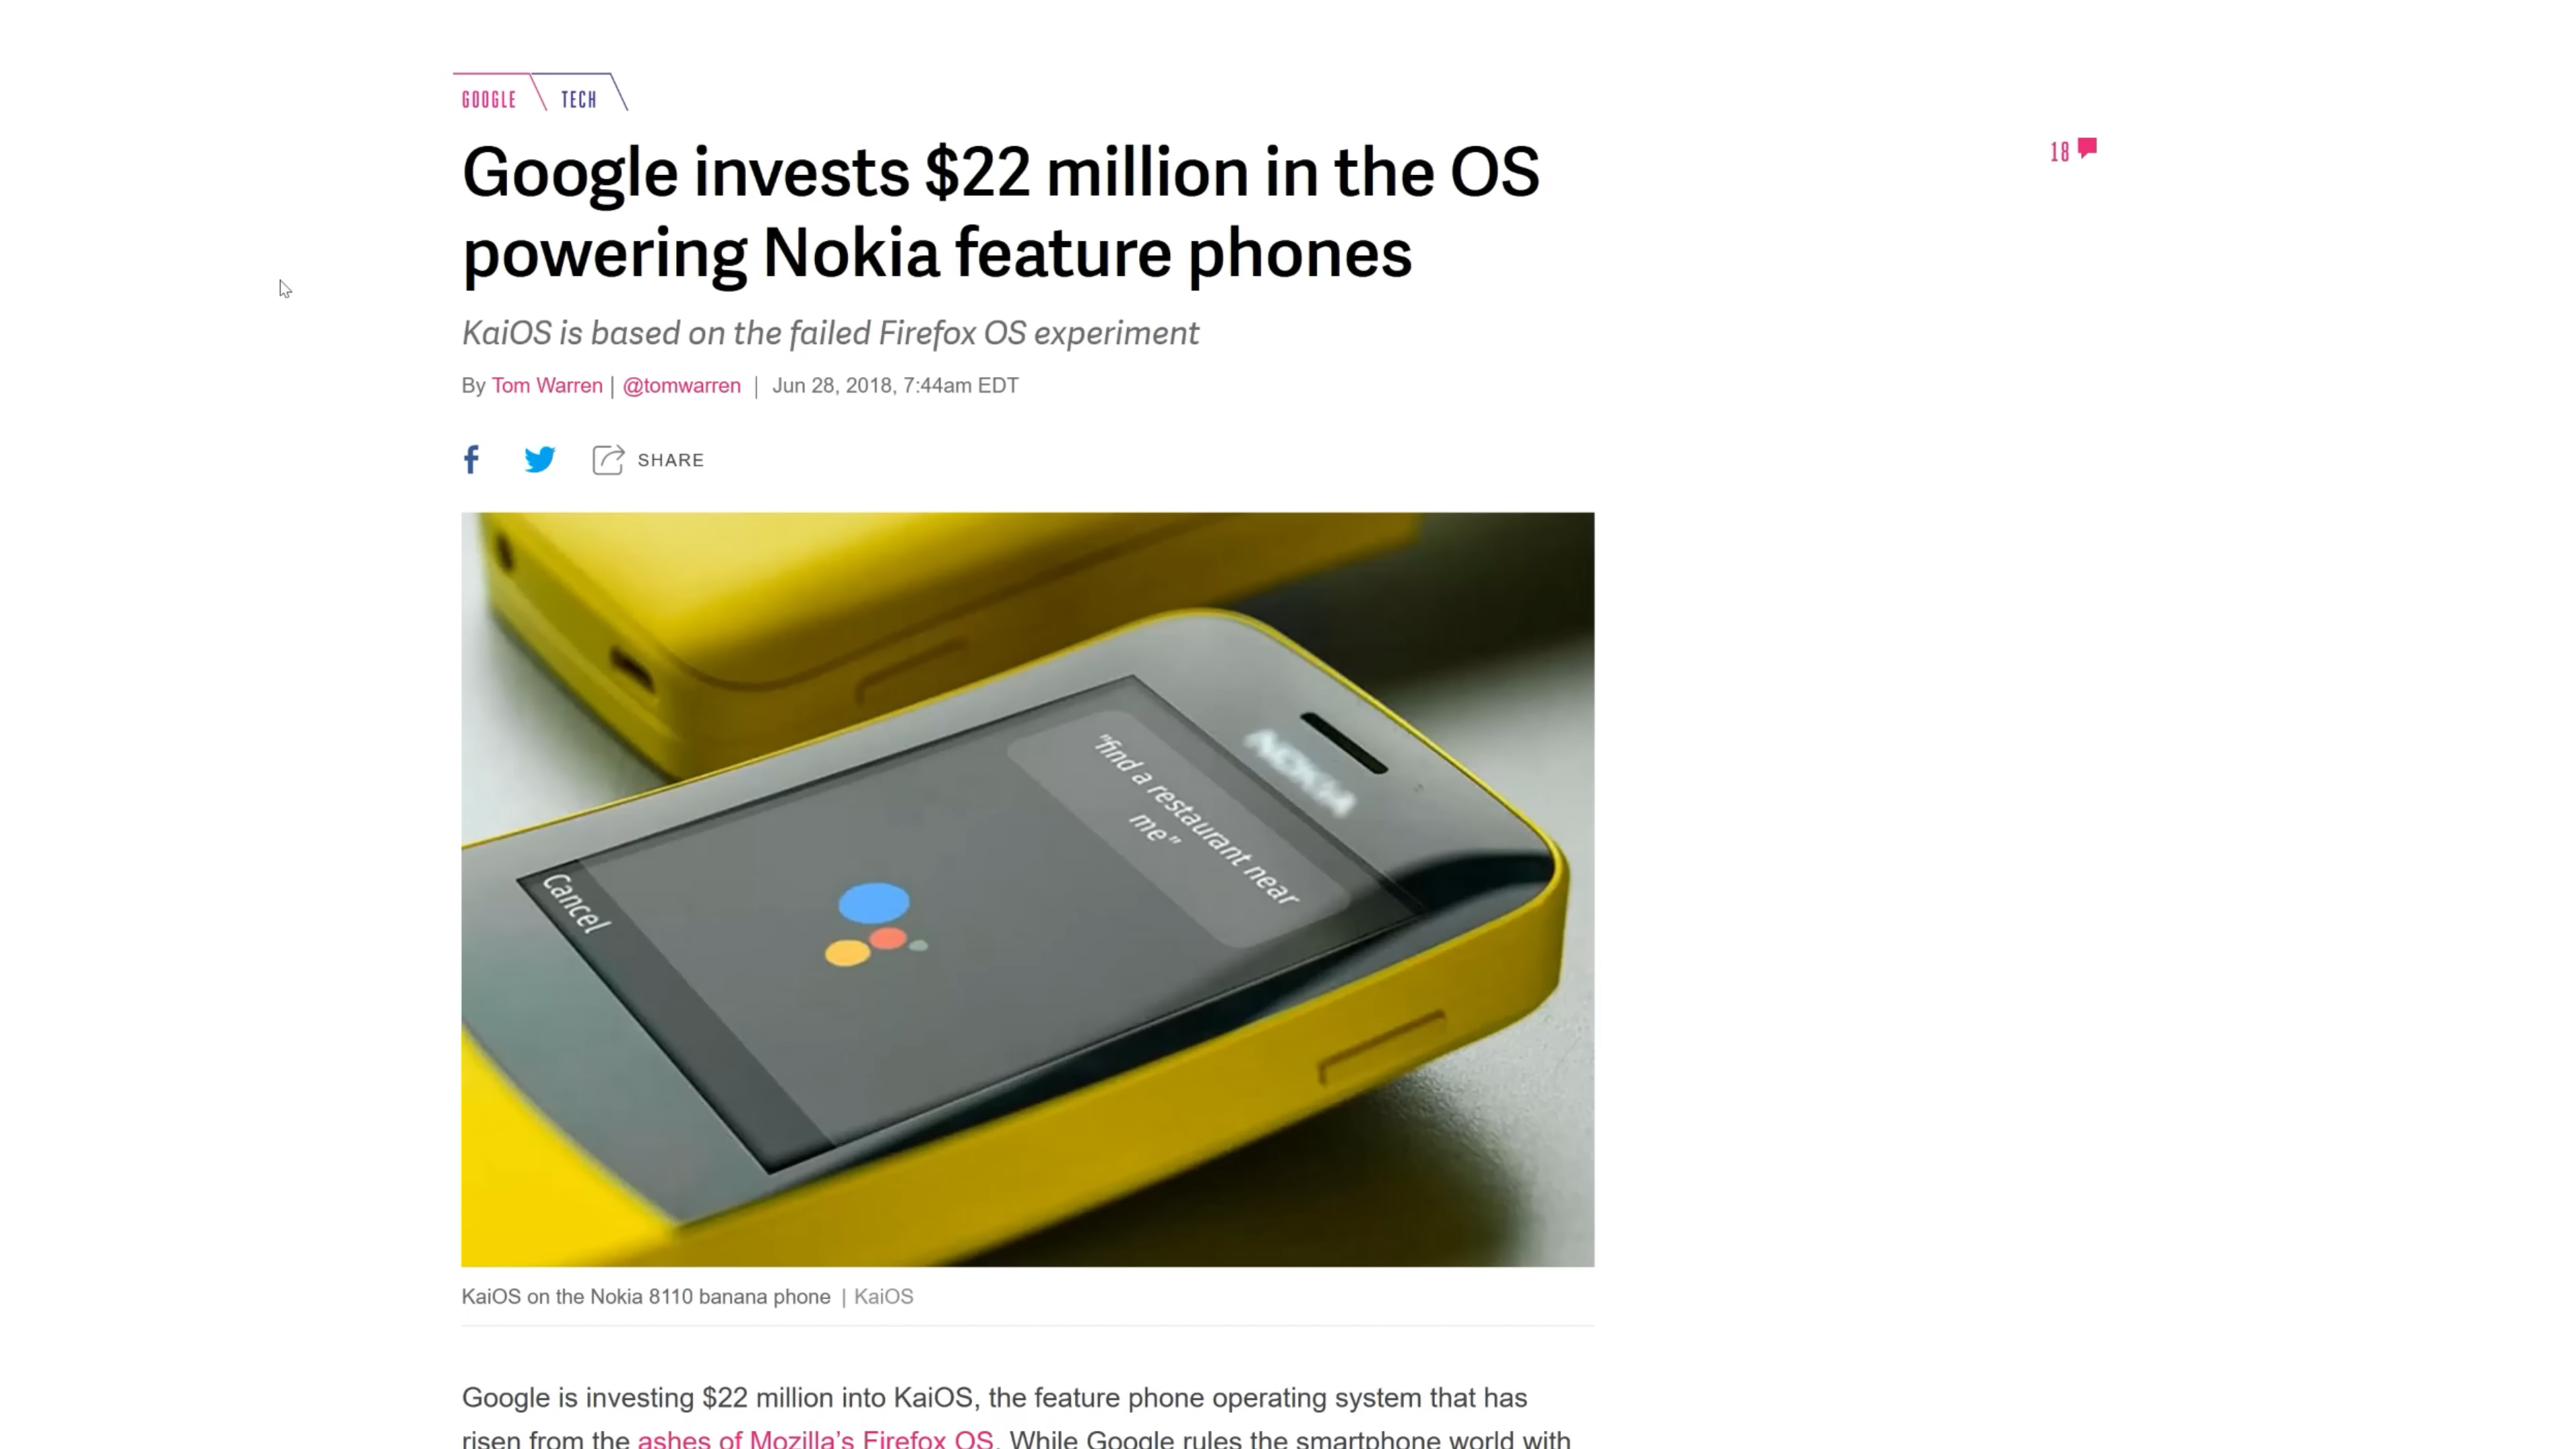 GOOGLE TECH
Google invests $22 million in the OS
powering Nokia feature phones
18
KaiOS is based on the failed Firefox OS experiment
By Tom Warren | @tomwarren | Jun 28, 2018, 7:44am EDT
SHARE
NOKIA
"find a restaurant near
me"
Cancel
KaiOS on the Nokia 8110 banana phone | KaiOS
Google is investing $22 million into KaiOS, the feature phone operating system that has
risen from the ashes of Mozilla's Firefox OS. While Google rules the smartphone world with